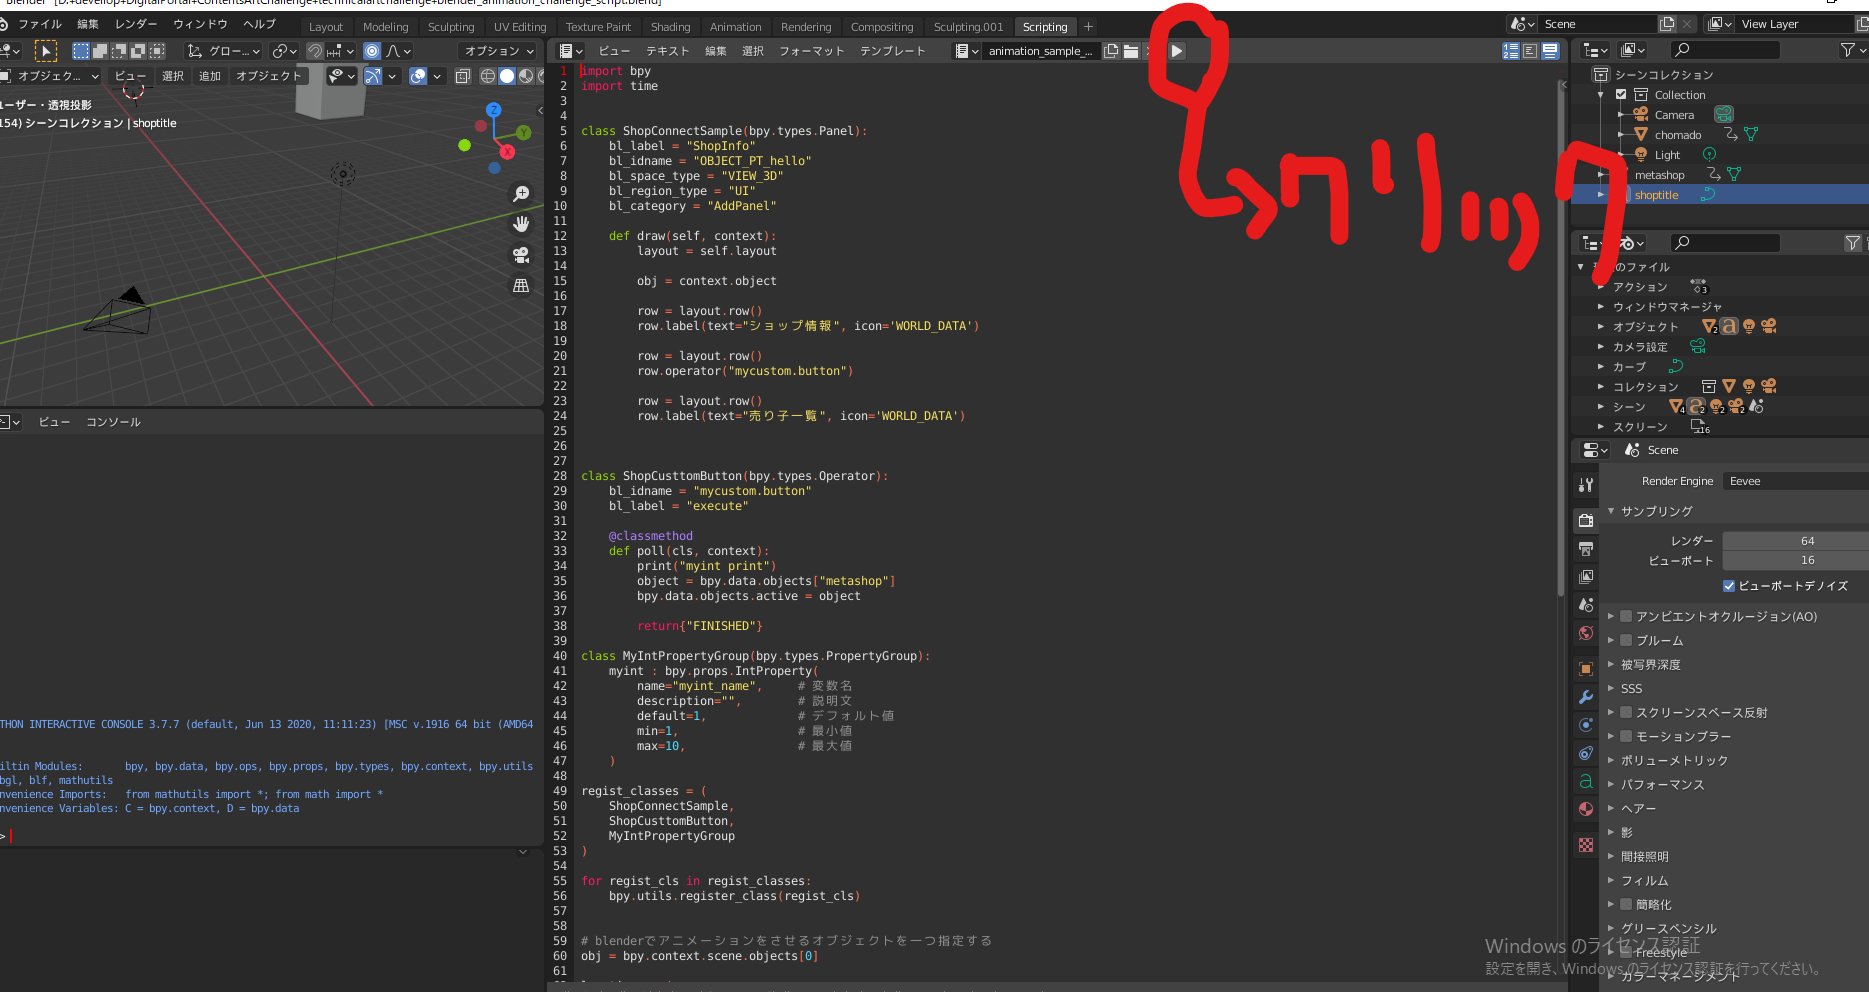 Blender [D:+develop+DigitalPortal+ContentsArtChallenge+technicalartchallenge+blender_animation_challenge_script.blend]
ファイル 編集 レンダー ウィンドウ ヘルプ Layout Modeling Sculpting UV Editing Texture Paint Shading Animation Rendering Compositing Sculpting.001 Scripting + Scene View Layer
グロー... オプション ビュー テキスト 編集 選択 フォーマット テンプレート animation_sample_...
オブジェク... ビュー 選択 追加 オブジェクト
ユーザー・透視投影
154) シーンコレクション | shoptitle
Z
Y
X
THON INTERACTIVE CONSOLE 3.7.7 (default, Jun 13 2020, 11:11:23) [MSC v.1916 64 bit (AMD64
ビュー コンソール
iltin Modules: bpy, bpy.data, bpy.ops, bpy.props, bpy.types, bpy.context, bpy.utils
bgl, blf, mathutils
nvenience Imports: from mathutils import *; from math import *
nvenience Variables: C = bpy.context, D = bpy.data
>
1 import bpy
2 import time
3
4
5 class ShopConnectSample(bpy.types.Panel):
6 bl_label = "ShopInfo"
7 bl_idname = "OBJECT_PT_hello"
8 bl_space_type = "VIEW_3D"
9 bl_region_type = "UI"
10 bl_category = "AddPanel"
11
12 def draw(self, context):
13 layout = self.layout
14
15 obj = context.object
16
17 row = layout.row()
18 row.label(text="ショップ情報", icon='WORLD_DATA')
19
20 row = layout.row()
21 row.operator("mycustom.button")
22
23 row = layout.row()
24 row.label(text="売り子一覧", icon='WORLD_DATA')
25
26
27
28 class ShopCusttomButton(bpy.types.Operator):
29 bl_idname = "mycustom.button"
30 bl_label = "execute"
31
32 @classmethod
33 def poll(cls, context):
34 print("myint print")
35 object = bpy.data.objects["metashop"]
36 bpy.data.objects.active = object
37
38 return{"FINISHED"}
39
40 class MyIntPropertyGroup(bpy.types.PropertyGroup):
41 myint : bpy.props.IntProperty(
42 name="myint_name", # 変数名
43 description="", # 説明文
44 default=1, # デフォルト値
45 min=1, # 最小値
46 max=10, # 最大値
47 )
48
49 regist_classes = (
50 ShopConnectSample,
51 ShopCusttomButton,
52 MyIntPropertyGroup
53 )
54
55 for regist_cls in regist_classes:
56 bpy.utils.register_class(regist_cls)
57
58
59 # blenderでアニメーションをさせるオブジェクトを一つ指定する
60 obj = bpy.context.scene.objects[0]
61
クリック
シーンコレクション
Collection
Camera
chomado
Light
metashop
shoptitle
のファイル
アクション 3
ウィンドウマネージャ
オブジェクト 2
カメラ設定
カーブ
コレクション
シーン 4 2 2 2
スクリーン 16
Scene
Render Engine Eevee
サンプリング
レンダー 64
ビューポート 16
ビューポートデノイズ
アンビエントオクルージョン(AO)
ブルーム
被写界深度
SSS
スクリーンスペース反射
モーションブラー
ボリューメトリック
パフォーマンス
ヘアー
影
間接照明
フィルム
簡略化
グリースペンシル
Freestyle
カラーマネージメント
Windows のライセンス認証
設定を開き、Windows のライセンス認証を行ってください。